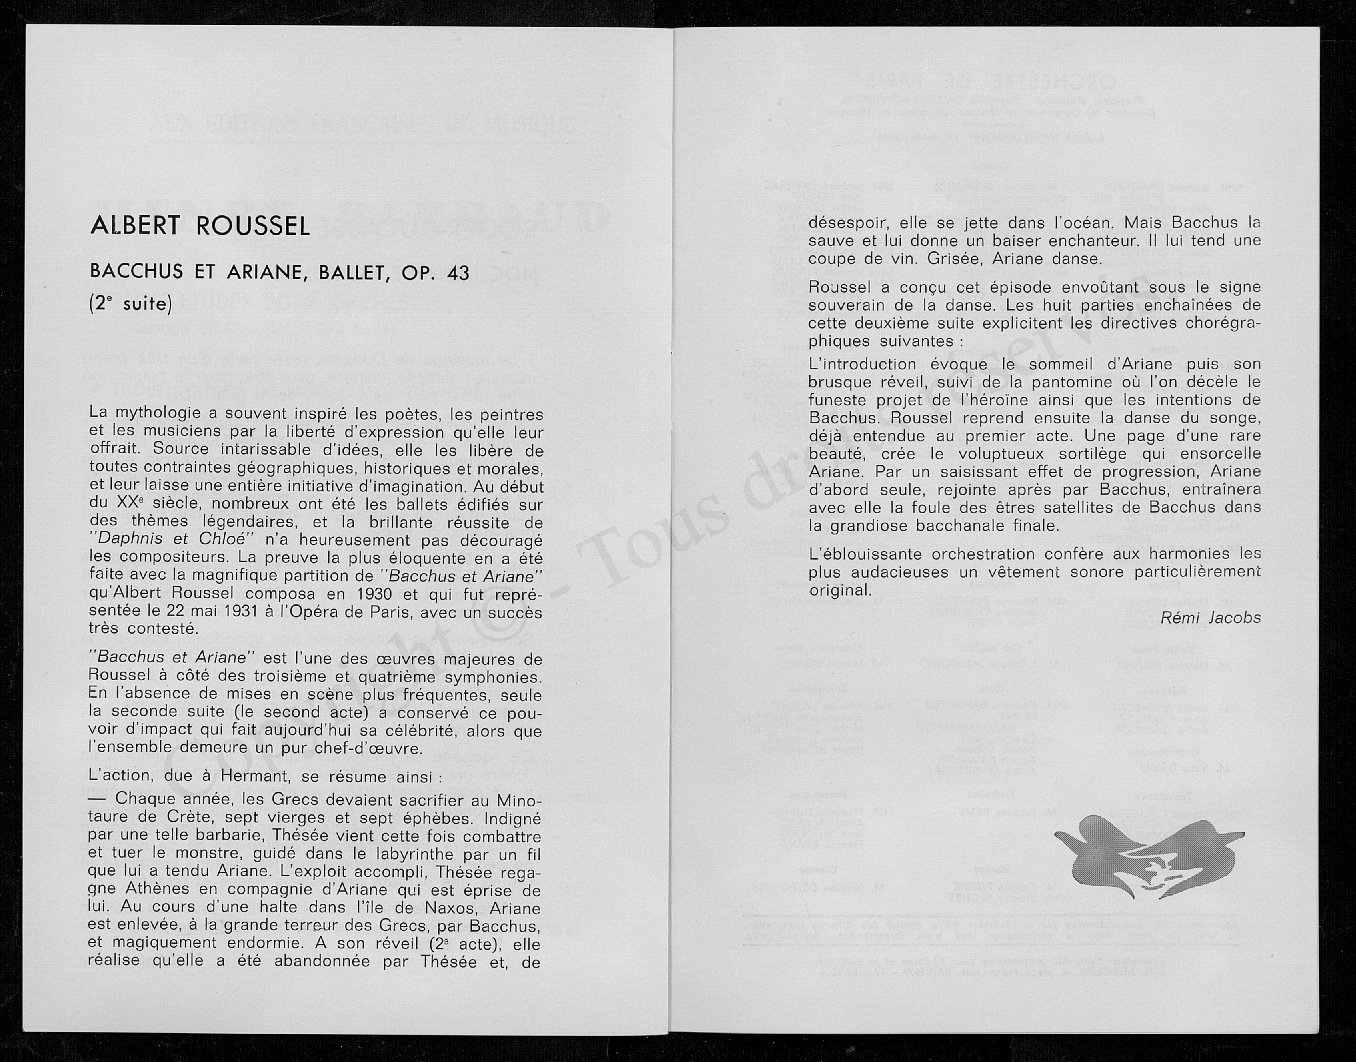 ALBERT ROUSSEL
BACCHUS ET ARIANE, BALLET, OP. 43
(2e suite)
La mythologie a souvent inspiré les poètes, les peintres
et les musiciens par la liberté d'expression qu'elle leur
offrait. Source intarissable d'idées, elle les libère de
toutes contraintes géographiques, historiques et morales,
et leur laisse une entière initiative d'imagination. Au début
du XXe siècle, nombreux ont été les ballets édifiés sur
des thèmes légendaires, et la brillante réussite de
"Daphnis et Chloé" n'a heureusement pas découragé
les compositeurs. La preuve la plus éloquente en a été
faite avec la magnifique partition de "Bacchus et Ariane"
qu'Albert Roussel composa en 1930 et qui fut repré-
sentée le 22 mai 1931 à l'Opéra de Paris, avec un succès
très contesté.
"Bacchus et Ariane" est l'une des œuvres majeures de
Roussel à côté des troisième et quatrième symphonies.
En l'absence de mises en scène plus fréquentes, seule
la seconde suite (le second acte) a conservé ce pou-
voir d'impact qui fait aujourd'hui sa célébrité, alors que
l'ensemble demeure un pur chef-d'œuvre.
L'action, due à Hermant, se résume ainsi :
— Chaque année, les Grecs devaient sacrifier au Mino-
taure de Crète, sept vierges et sept éphèbes. Indigné
par une telle barbarie, Thésée vient cette fois combattre
et tuer le monstre, guidé dans le labyrinthe par un fil
que lui a tendu Ariane. L'exploit accompli, Thésée rega-
gne Athènes en compagnie d'Ariane qui est éprise de
lui. Au cours d'une halte dans l'île de Naxos, Ariane
est enlevée, à la grande terreur des Grecs, par Bacchus,
et magiquement endormie. A son réveil (2e acte), elle
réalise qu'elle a été abandonnée par Thésée et, de
désespoir, elle se jette dans l'océan. Mais Bacchus la
sauve et lui donne un baiser enchanteur. Il lui tend une
coupe de vin. Grisée, Ariane danse.
Roussel a conçu cet épisode envoûtant sous le signe
souverain de la danse. Les huit parties enchaînées de
cette deuxième suite explicitent les directives chorégra-
phiques suivantes :
L'introduction évoque le sommeil d'Ariane puis son
brusque réveil, suivi de la pantomine où l'on décèle le
funeste projet de l'héroïne ainsi que les intentions de
Bacchus. Roussel reprend ensuite la danse du songe,
déjà entendue au premier acte. Une page d'une rare
beauté, crée le voluptueux sortilège qui ensorcelle
Ariane. Par un saisissant effet de progression, Ariane
d'abord seule, rejointe après par Bacchus, entraînera
avec elle la foule des êtres satellites de Bacchus dans
la grandiose bacchanale finale.
L'éblouissante orchestration confère aux harmonies les
plus audacieuses un vêtement sonore particulièrement
original.
Rémi Jacobs
Copyright © - Tous droits réservés